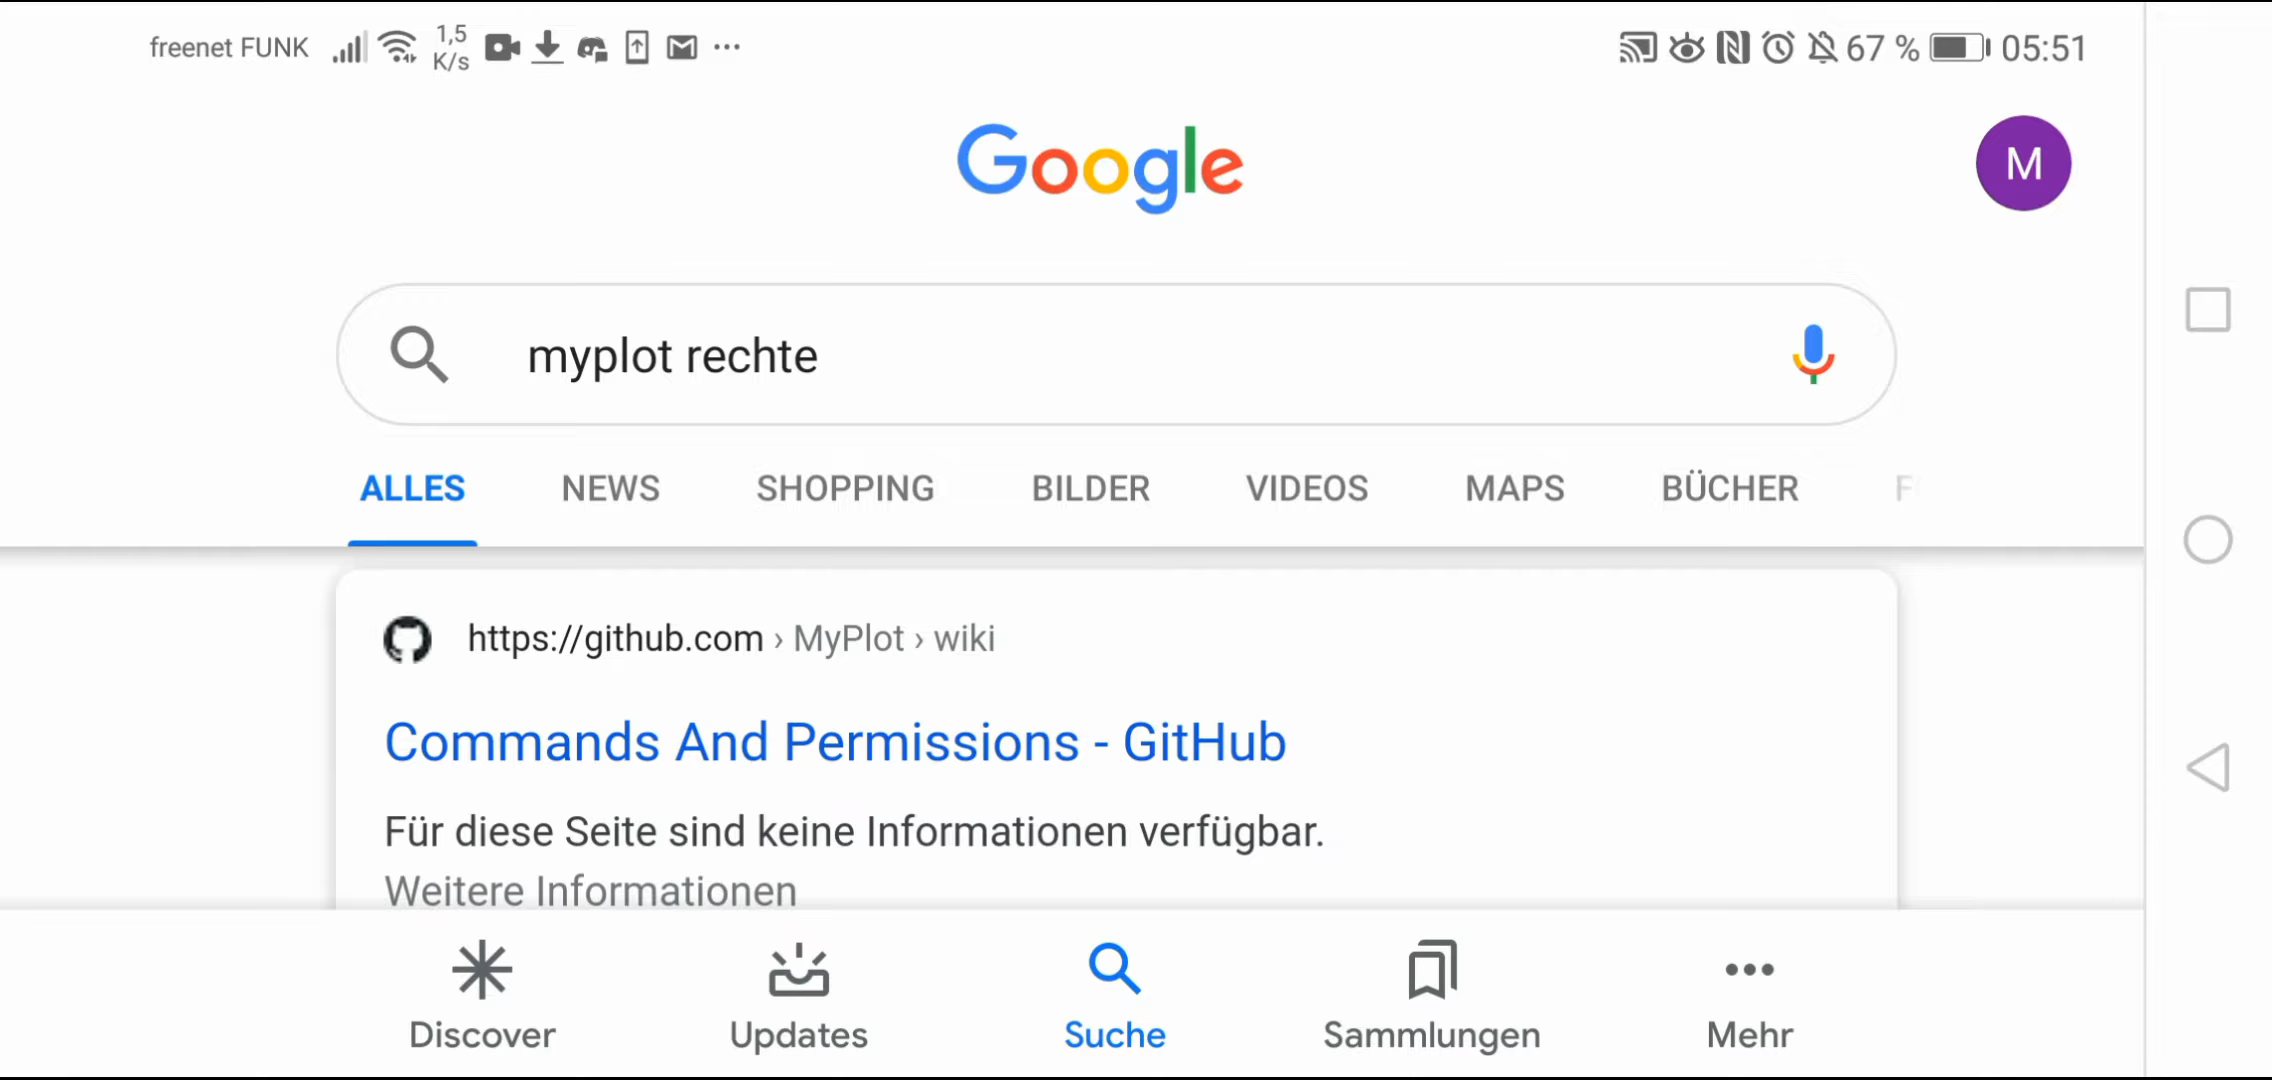 freenet FUNK 1,5 K/s 67 % 05:51
Google
M
myplot rechte
ALLES NEWS SHOPPING BILDER VIDEOS MAPS BÜCHER F
https://github.com › MyPlot › wiki
Commands And Permissions - GitHub
Für diese Seite sind keine Informationen verfügbar.
Weitere Informationen
Discover Updates Suche Sammlungen Mehr